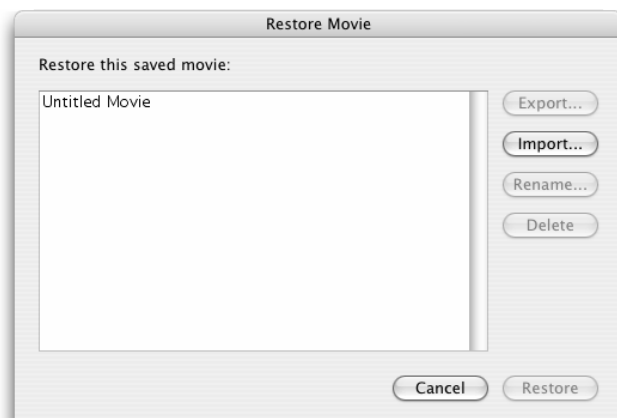 Restore Movie
Restore this saved movie:
Untitled Movie
Export...
Import...
Rename...
Delete
Cancel
Restore